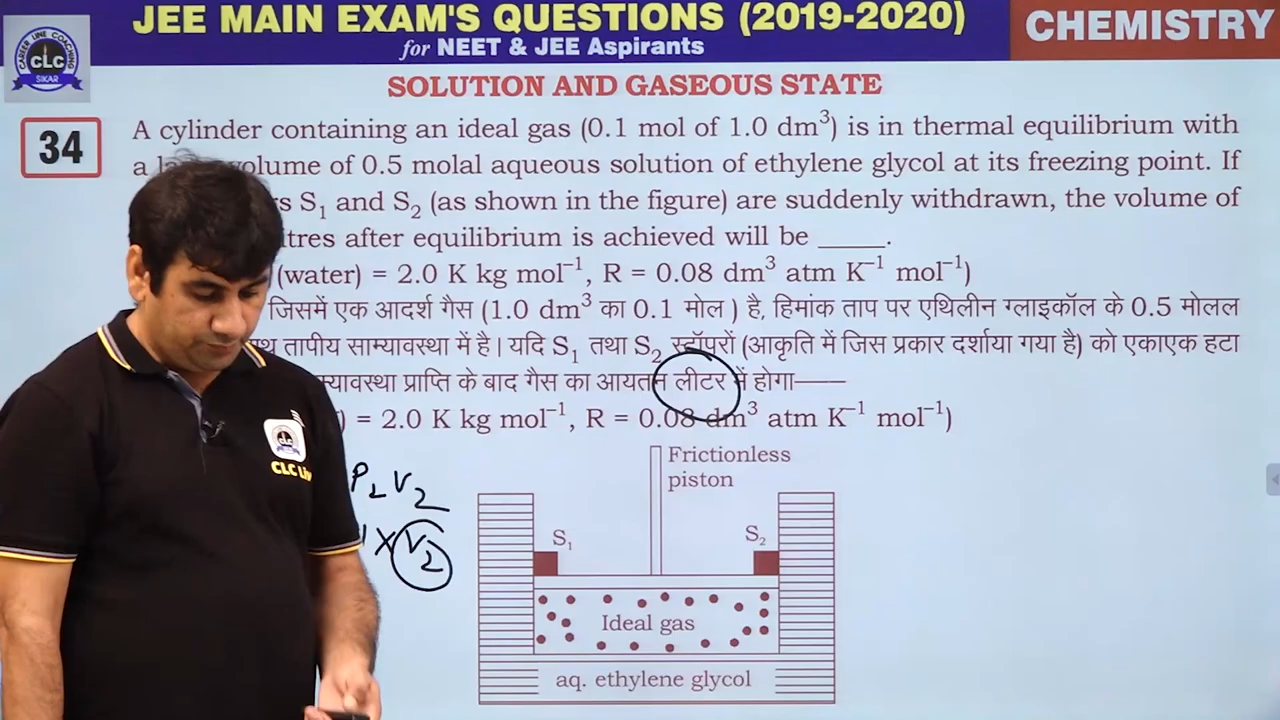 JEE MAIN EXAM'S QUESTIONS (2019-2020)
for NEET & JEE Aspirants
CHEMISTRY
CAREER LINE COACHING
CLC
SIKAR
SOLUTION AND GASEOUS STATE
34
A cylinder containing an ideal gas (0.1 mol of 1.0 dm³) is in thermal equilibrium with
a volume of 0.5 molal aqueous solution of ethylene glycol at its freezing point. If
S₁ and S₂ (as shown in the figure) are suddenly withdrawn, the volume of
after equilibrium is achieved will be ____.
(water) = 2.0 K kg mol⁻¹, R = 0.08 dm³ atm K⁻¹ mol⁻¹)
जिसमें एक आदर्श गैस (1.0 dm³ का 0.1 मोल ) है, हिमांक ताप पर एथिलीन ग्लाइकॉल के 0.5 मोलल
तापीय साम्यावस्था में है। यदि S₁ तथा S₂ स्टॉपरों (आकृति में जिस प्रकार दर्शाया गया है) को एकाएक हटा
प्राप्ति के बाद गैस का आयतन लीटर में होगा——
) = 2.0 K kg mol⁻¹, R = 0.08 dm³ atm K⁻¹ mol⁻¹)
P₂V₂
×V₂
Frictionless
piston
S₁
S₂
Ideal gas
aq. ethylene glycol
CLC